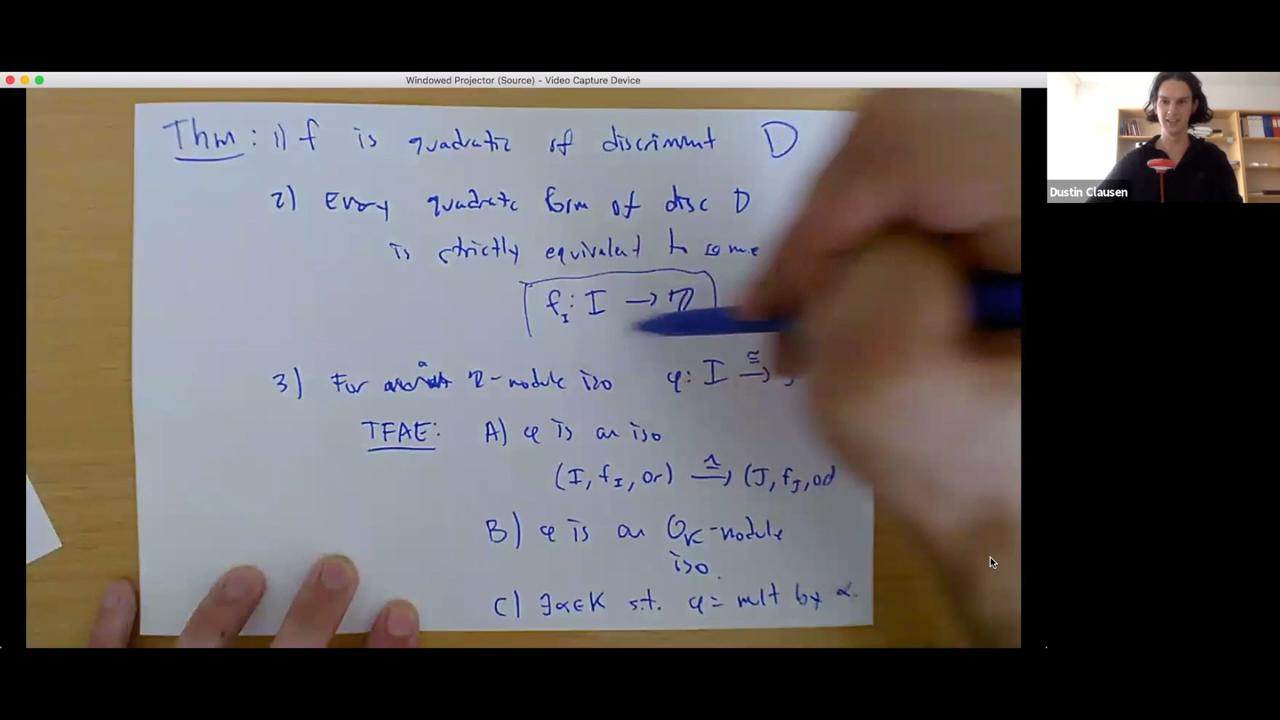 Windowed Projector (Source) - Video Capture Device
Dustin Clausen
Thm: 1) f is quadratic of discriminant D
2) Every quadratic form of disc D
is strictly equivalent to some
f_I: I → ℤ
3) For a ℤ-module iso φ: I ≅→ J
TFAE: A) φ is an iso
(I, f_I, or) ~→ (J, f_J, or)
B) φ is an O_K-module
iso.
C) ∃α∈K s.t. φ = mlt by α.